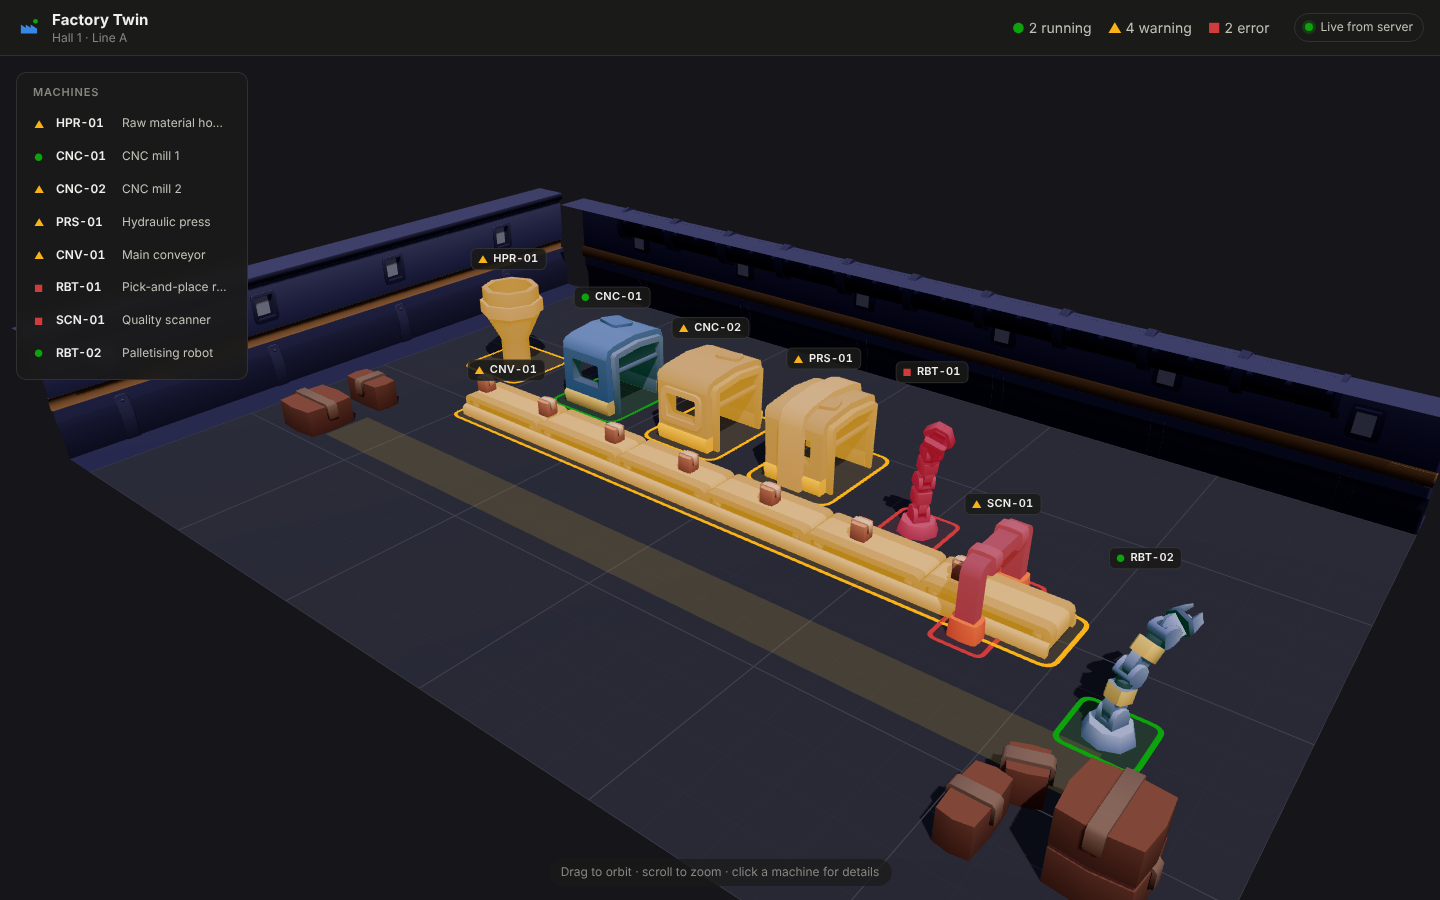 Factory Twin
Hall 1 · Line A
2 running
4 warning
2 error
Live from server
MACHINES
HPR-01 Raw material ho...
CNC-01 CNC mill 1
CNC-02 CNC mill 2
PRS-01 Hydraulic press
CNV-01 Main conveyor
RBT-01 Pick-and-place r...
SCN-01 Quality scanner
RBT-02 Palletising robot
HPR-01
CNC-01
CNC-02
PRS-01
CNV-01
RBT-01
SCN-01
RBT-02
Drag to orbit · scroll to zoom · click a machine for details